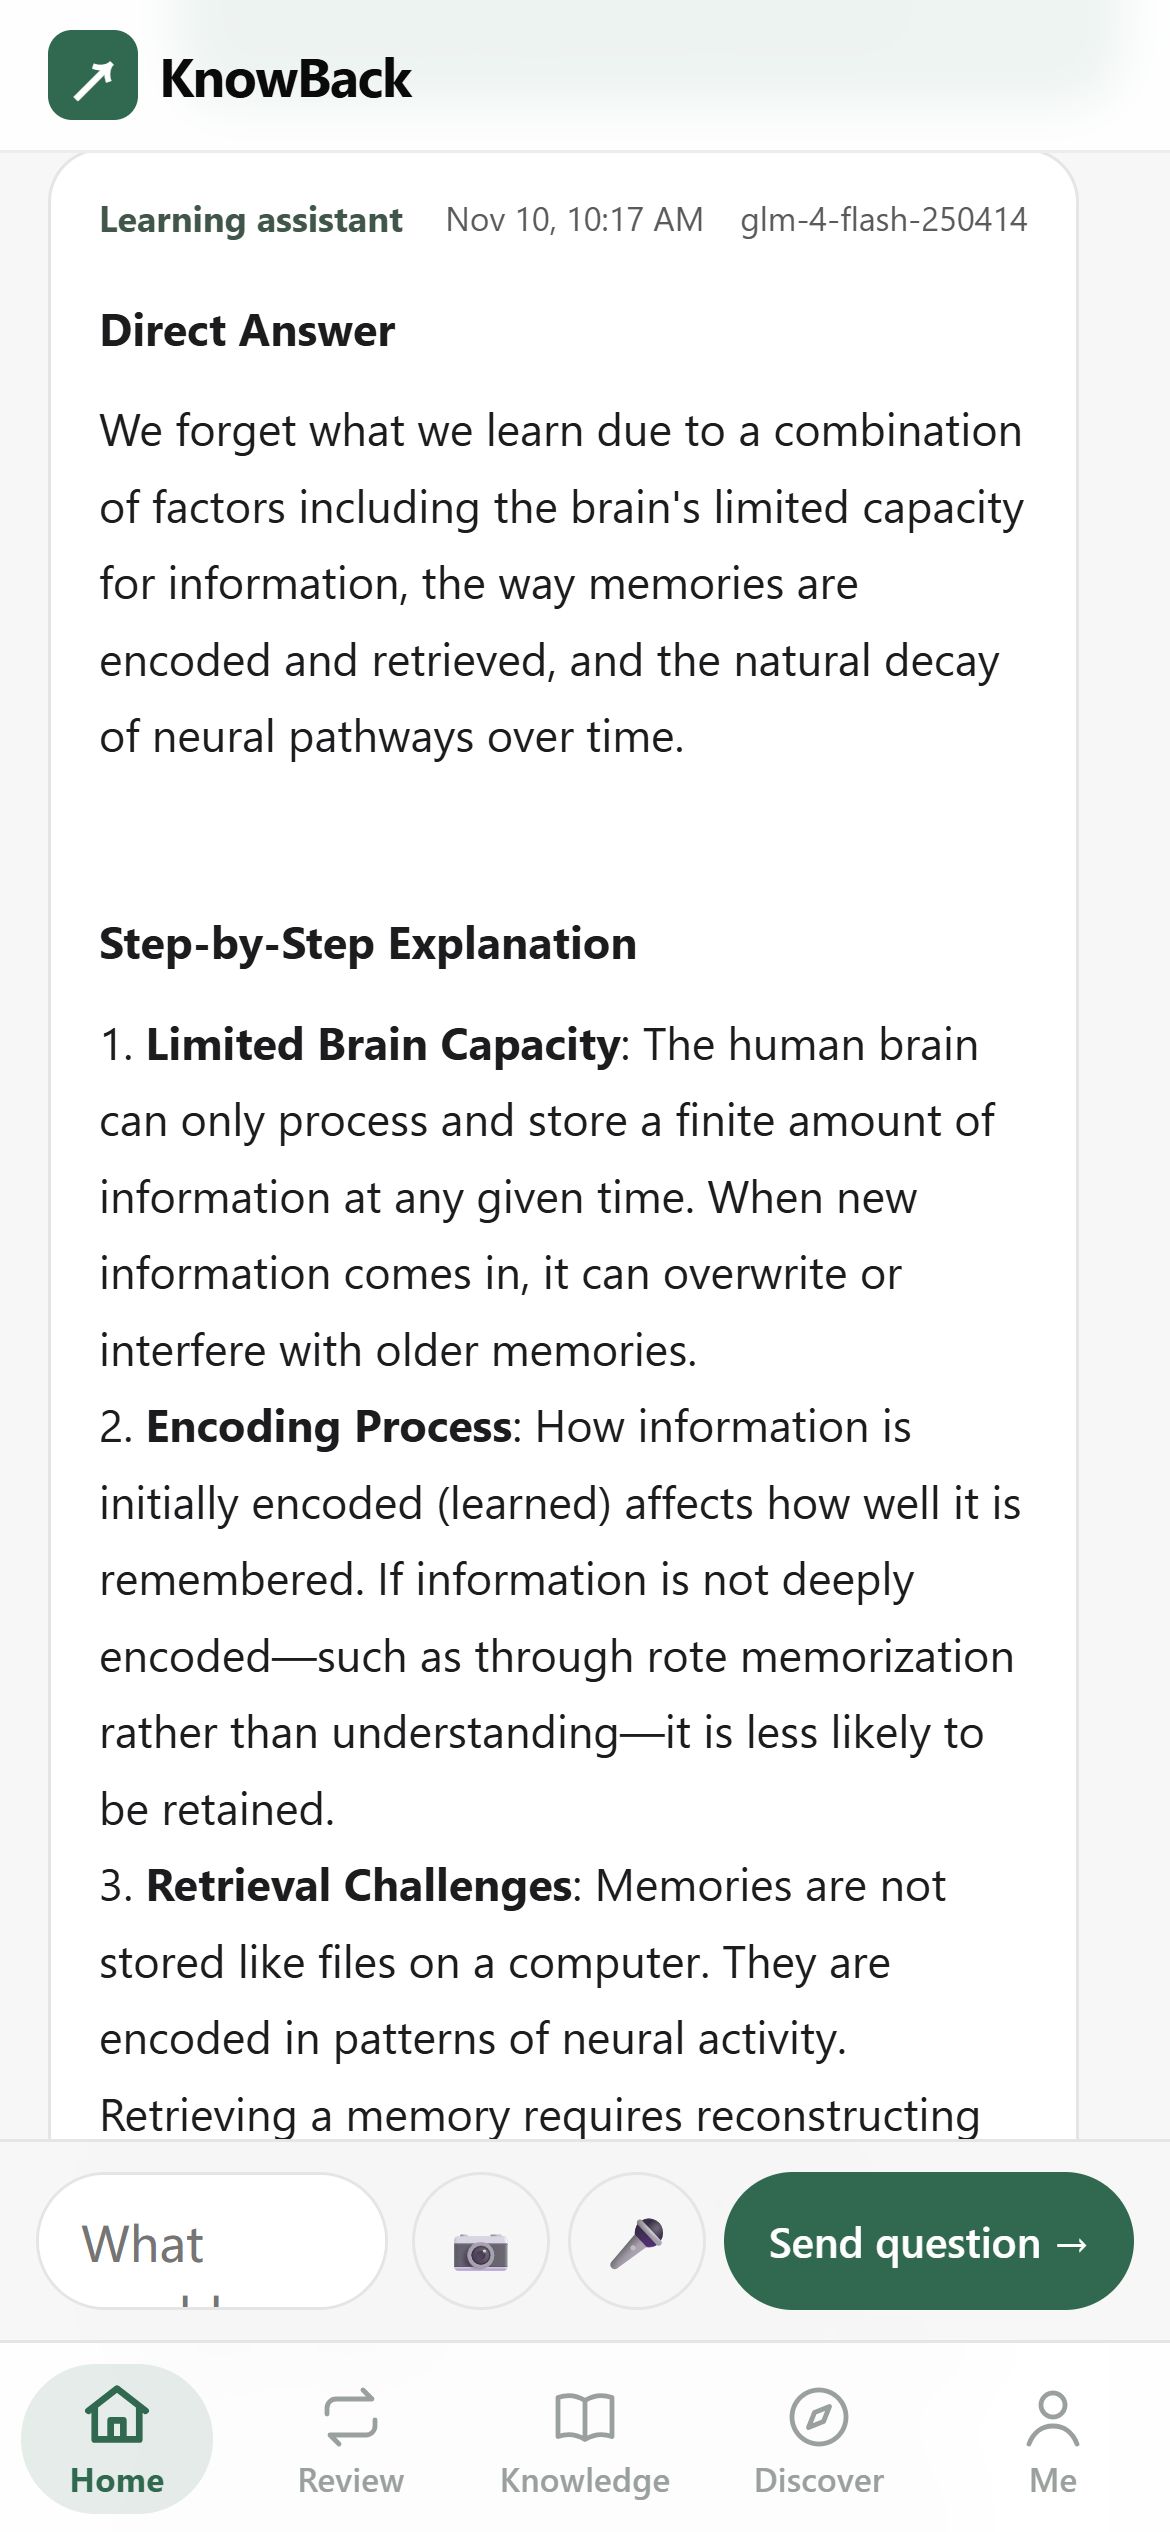 KnowBack
Learning assistant Nov 10, 10:17 AM glm-4-flash-250414
Direct Answer
We forget what we learn due to a combination
of factors including the brain's limited capacity
for information, the way memories are
encoded and retrieved, and the natural decay
of neural pathways over time.
Step-by-Step Explanation
1. Limited Brain Capacity: The human brain
can only process and store a finite amount of
information at any given time. When new
information comes in, it can overwrite or
interfere with older memories.
2. Encoding Process: How information is
initially encoded (learned) affects how well it is
remembered. If information is not deeply
encoded—such as through rote memorization
rather than understanding—it is less likely to
be retained.
3. Retrieval Challenges: Memories are not
stored like files on a computer. They are
encoded in patterns of neural activity.
Retrieving a memory requires reconstructing
What
Send question →
Home
Review
Knowledge
Discover
Me